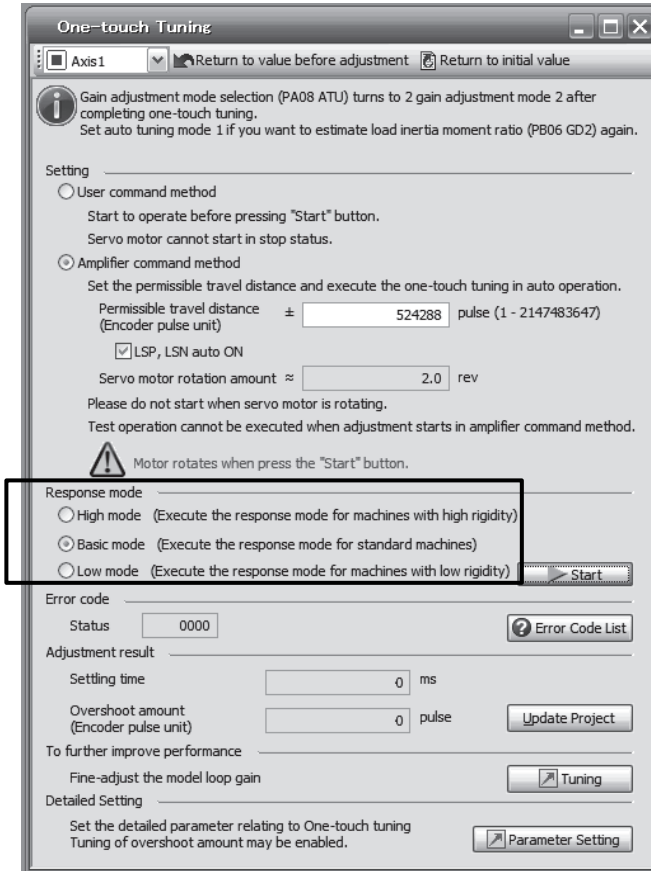 One-touch Tuning
Axis1 Return to value before adjustment Return to initial value
Gain adjustment mode selection (PA08 ATU) turns to 2 gain adjustment mode 2 after
completing one-touch tuning.
Set auto tuning mode 1 if you want to estimate load inertia moment ratio (PB06 GD2) again.
Setting
User command method
Start to operate before pressing "Start" button.
Servo motor cannot start in stop status.
Amplifier command method
Set the permissible travel distance and execute the one-touch tuning in auto operation.
Permissible travel distance
(Encoder pulse unit) ± 524288 pulse (1 - 2147483647)
LSP, LSN auto ON
Servo motor rotation amount ≈ 2.0 rev
Please do not start when servo motor is rotating.
Test operation cannot be executed when adjustment starts in amplifier command method.
Motor rotates when press the "Start" button.
Response mode
High mode (Execute the response mode for machines with high rigidity)
Basic mode (Execute the response mode for standard machines)
Low mode (Execute the response mode for machines with low rigidity)
Start
Error code
Status 0000
Error Code List
Adjustment result
Settling time 0 ms
Overshoot amount
(Encoder pulse unit) 0 pulse
Update Project
To further improve performance
Fine-adjust the model loop gain
Tuning
Detailed Setting
Set the detailed parameter relating to One-touch tuning
Tuning of overshoot amount may be enabled.
Parameter Setting